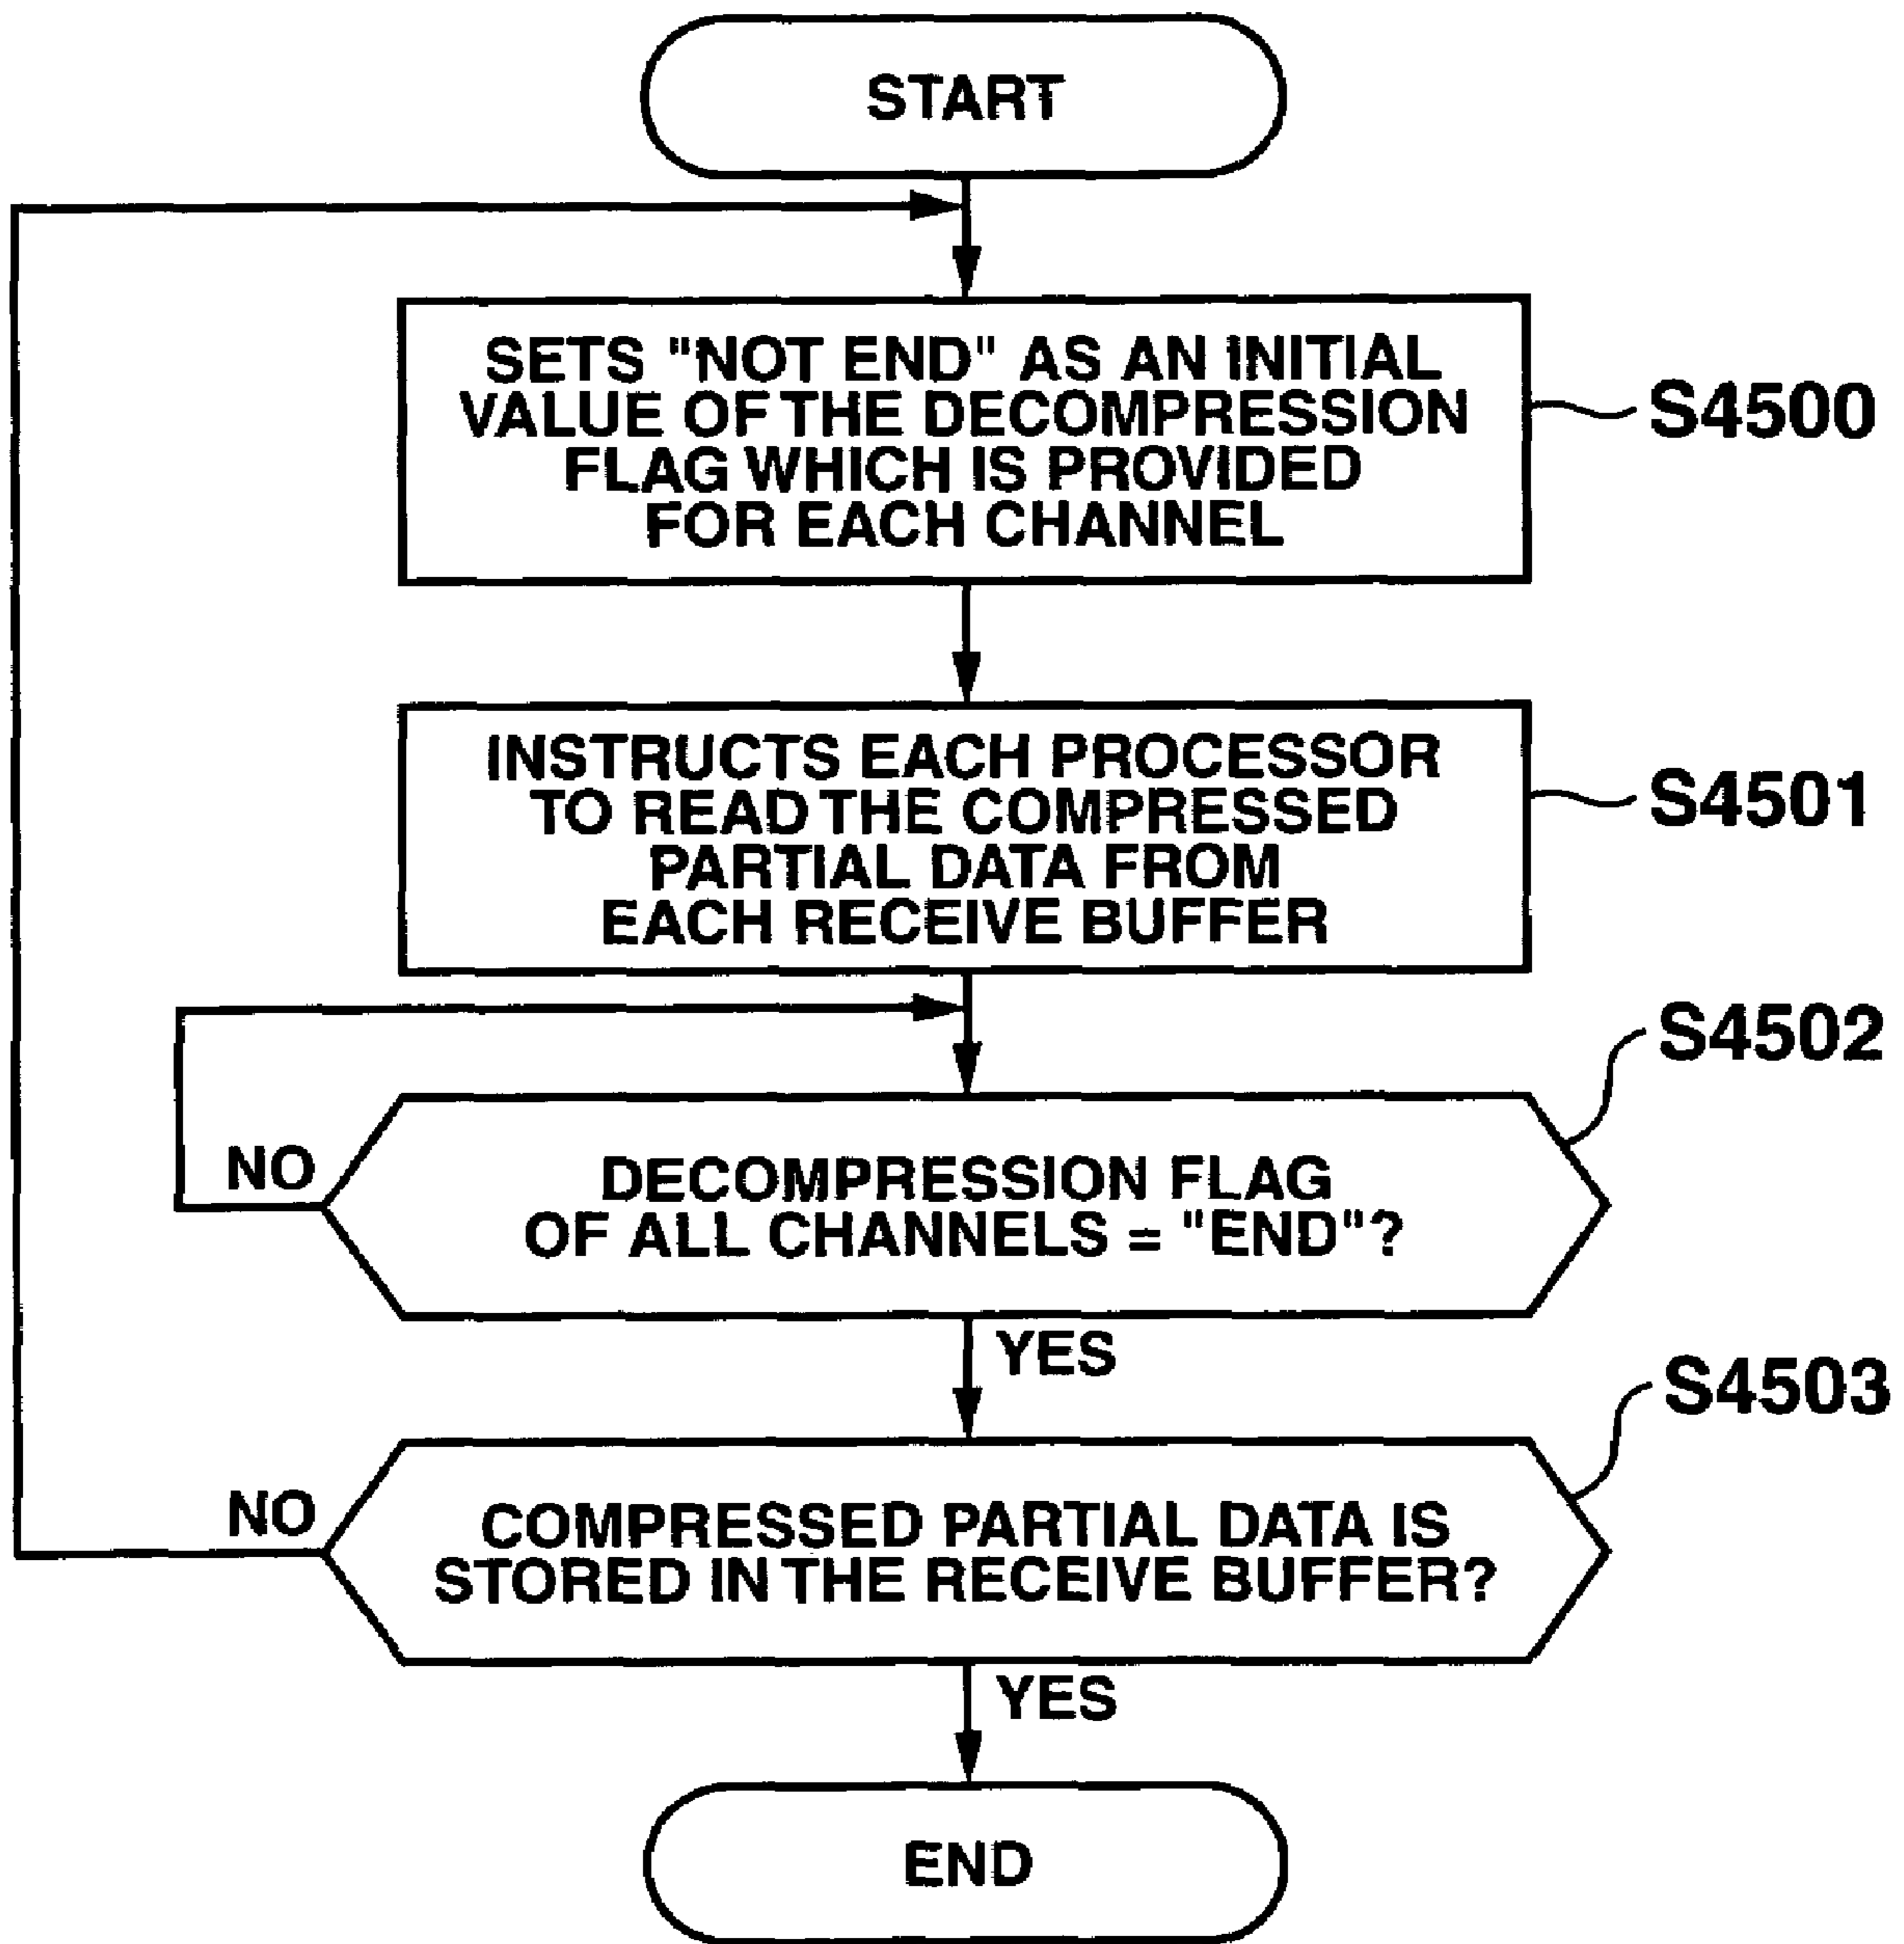 START
SETS "NOT END" AS AN INITIAL
VALUE OF THE DECOMPRESSION
FLAG WHICH IS PROVIDED
FOR EACH CHANNEL
S4500
INSTRUCTS EACH PROCESSOR
TO READ THE COMPRESSED
PARTIAL DATA FROM
EACH RECEIVE BUFFER
S4501
S4502
NO
DECOMPRESSION FLAG
OF ALL CHANNELS = "END"?
YES
S4503
NO
COMPRESSED PARTIAL DATA IS
STORED IN THE RECEIVE BUFFER?
YES
END